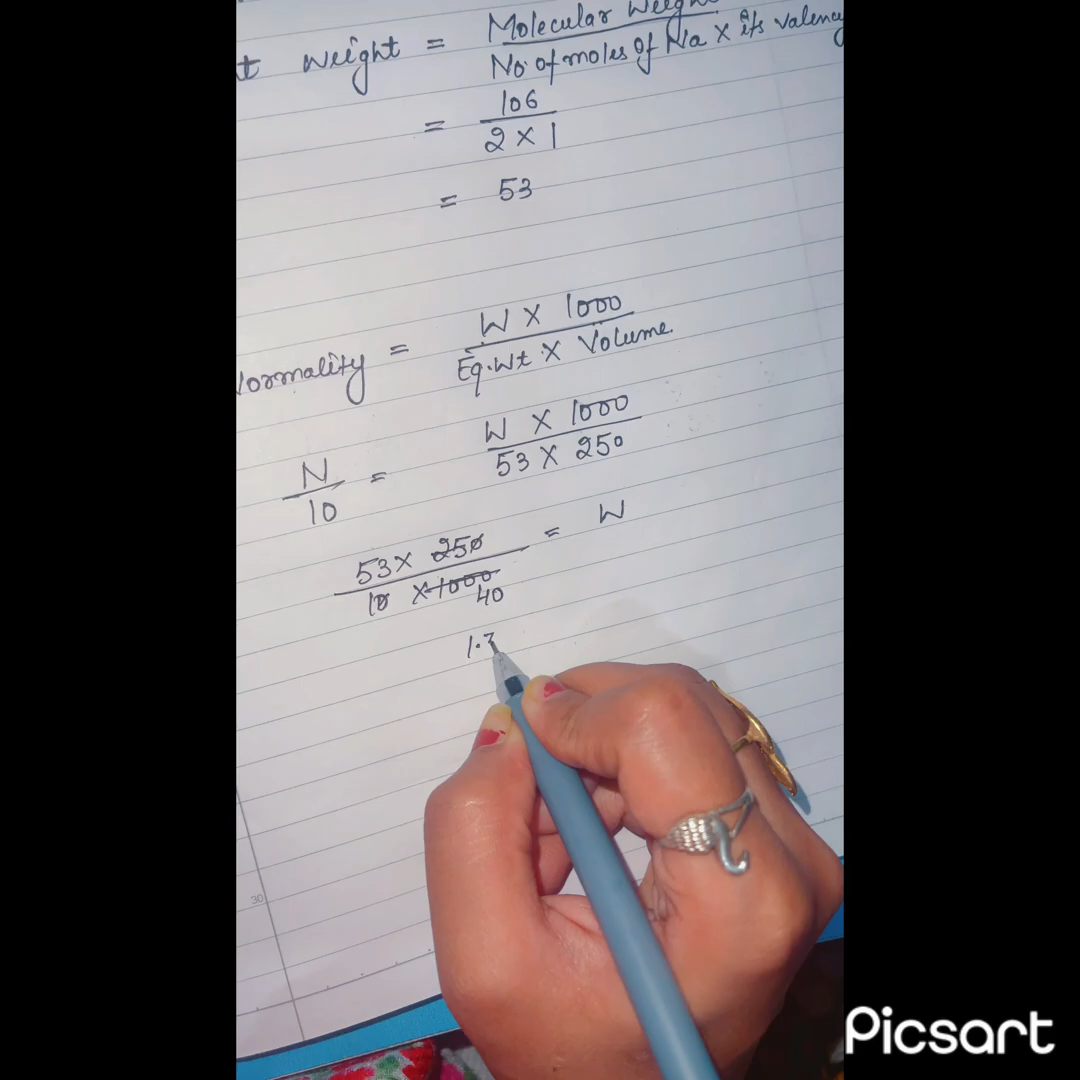 t Weight = Molecular Weight
No. of moles of Na × its valency
= 106
2 × 1
= 53
Normality = W × 1000
Eq.Wt × Volume.
N
10 = W × 1000
53 × 250
53 × 250 = W
10 × 1000
40
1.3
30
Picsart